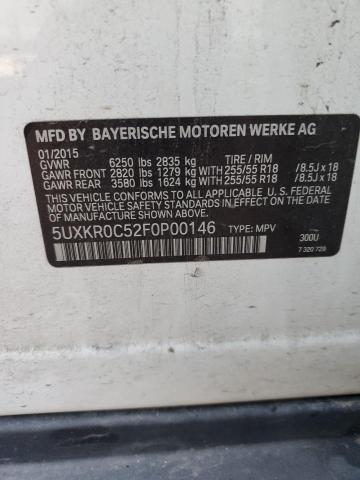 MFD BY BAYERISCHE MOTOREN WERKE AG
01/2015
GVWR 6250 lbs 2835 kg TIRE / RIM
GAWR FRONT 2820 lbs 1279 kg WITH 255/55 R18 /8.5J x 18
GAWR REAR 3580 lbs 1624 kg WITH 255/55 R18 /8.5J x 18
THIS VEHICLE CONFORMS TO ALL APPLICABLE U.S. FEDERAL
MOTOR VEHICLE SAFETY STANDARDS IN EFFECT ON THE DATE
OF MANUFACTURE SHOWN ABOVE.
5UXKR0C52F0P00146 TYPE: MPV 300U
7 320 729